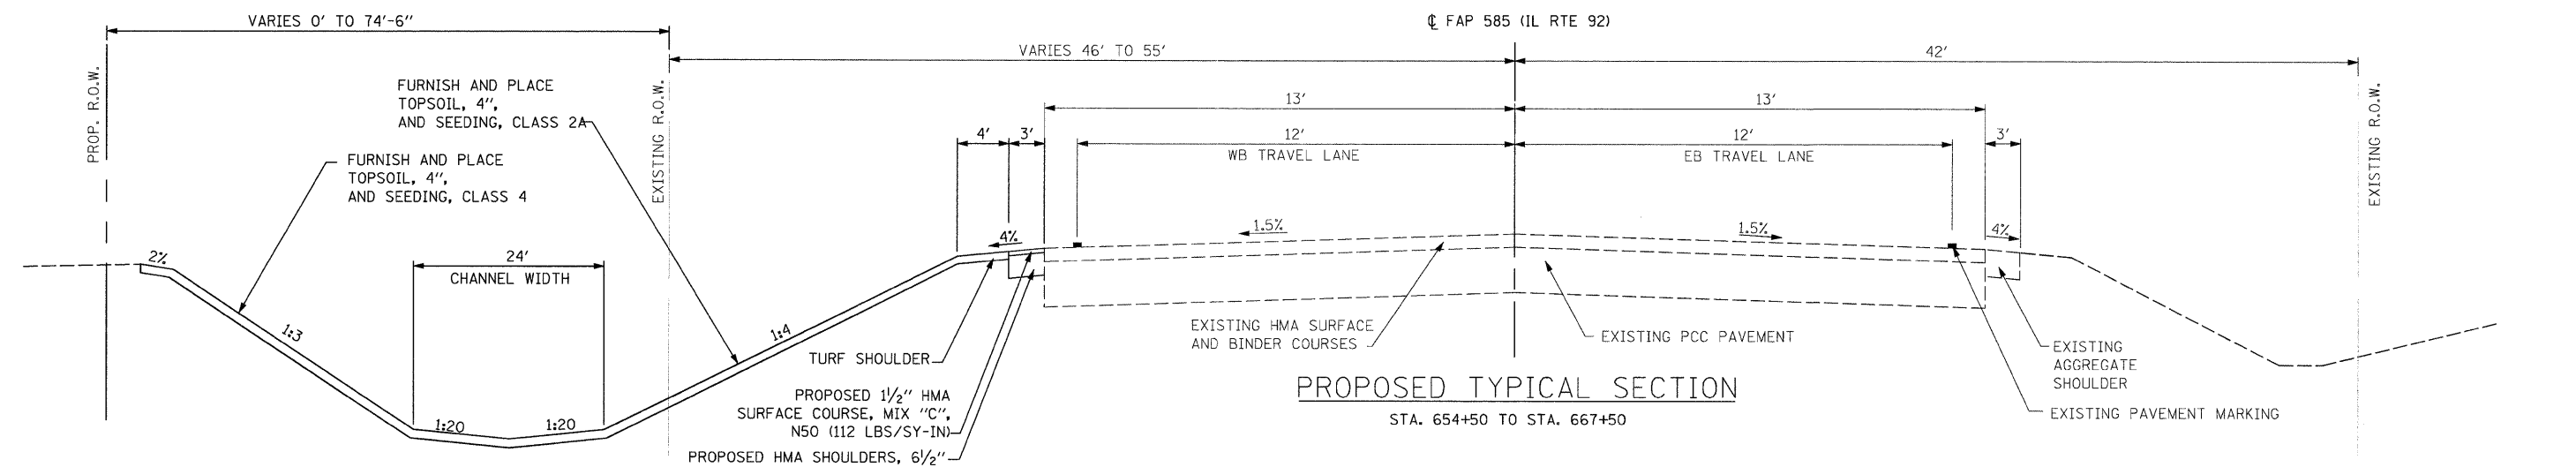 VARIES 0' TO 74'-6"
℄ FAP 585 (IL RTE 92)
VARIES 46' TO 55'
42'
PROP. R.O.W.
EXISTING R.O.W.
EXISTING R.O.W.
FURNISH AND PLACE
TOPSOIL, 4",
AND SEEDING, CLASS 2A
13'
13'
4'
3'
12'
WB TRAVEL LANE
12'
EB TRAVEL LANE
3'
FURNISH AND PLACE
TOPSOIL, 4",
AND SEEDING, CLASS 4
4%
1.5%
1.5%
4%
2%
24'
CHANNEL WIDTH
1:3
1:4
1:20
1:20
TURF SHOULDER
EXISTING HMA SURFACE
AND BINDER COURSES
EXISTING PCC PAVEMENT
EXISTING
AGGREGATE
SHOULDER
EXISTING PAVEMENT MARKING
PROPOSED 1½" HMA
SURFACE COURSE, MIX "C",
N50 (112 LBS/SY-IN)
PROPOSED HMA SHOULDERS, 6½"
PROPOSED TYPICAL SECTION
STA. 654+50 TO STA. 667+50